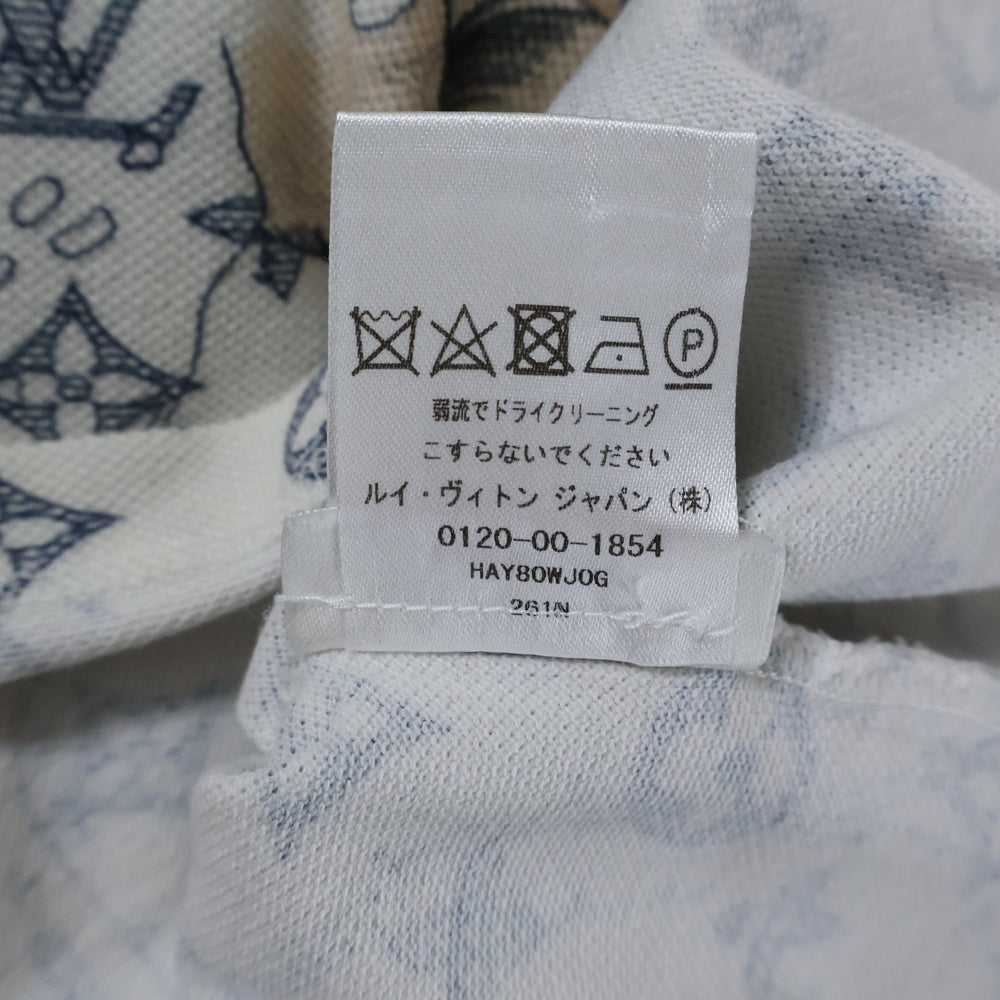 P
弱流でドライクリーニング
こすらないでください
ルイ・ヴィトン ジャパン（株）
0120-00-1854
HAY80WJOG
261N